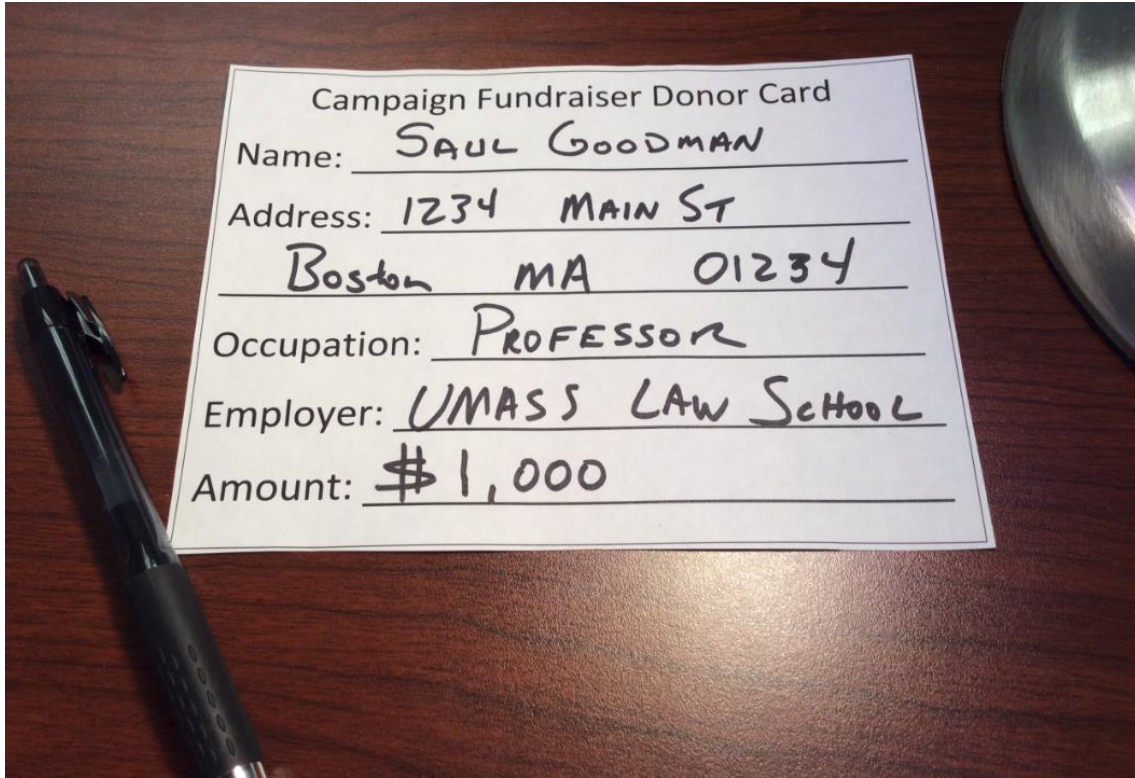 Campaign Fundraiser Donor Card
Name: SAUL GOODMAN
Address: 1234 MAIN ST
Boston MA 01234
Occupation: PROFESSOR
Employer: UMASS LAW SCHOOL
Amount: $1,000